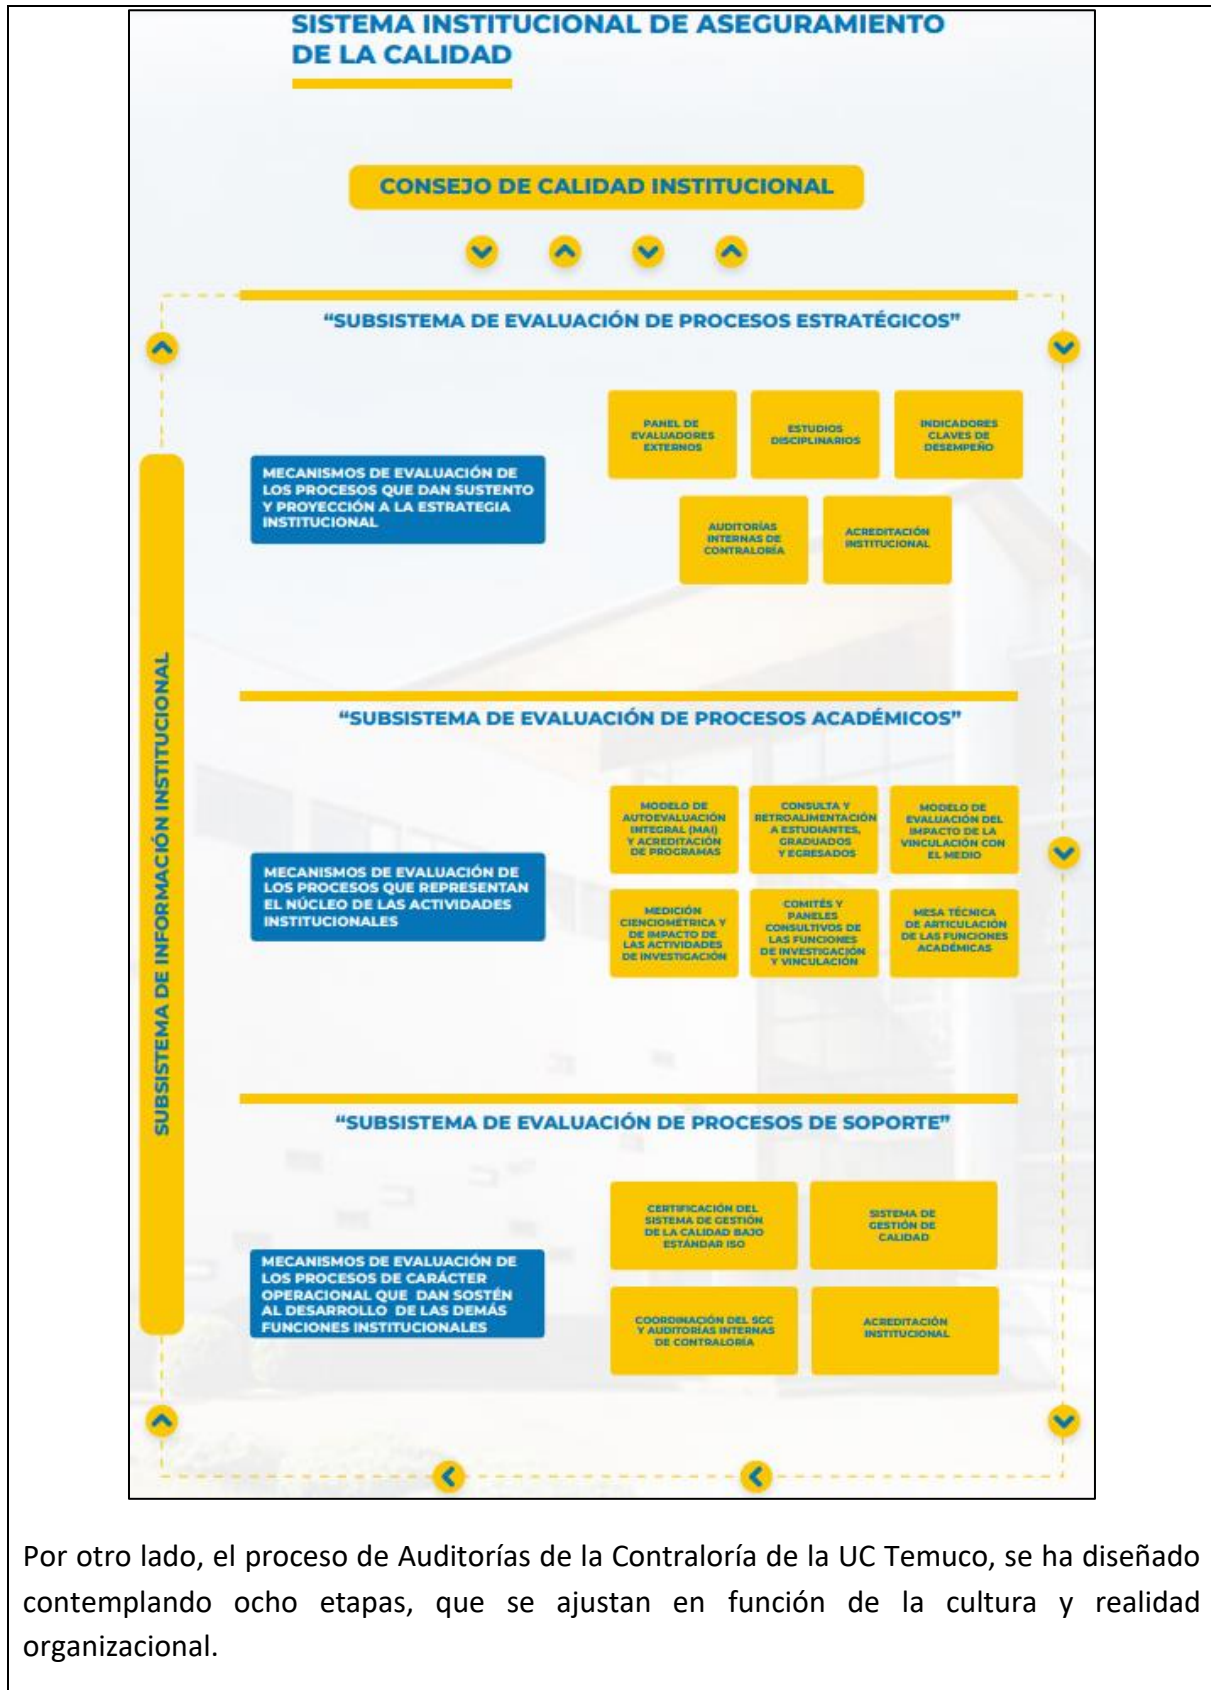 SISTEMA INSTITUCIONAL DE ASEGURAMIENTO
DE LA CALIDAD
CONSEJO DE CALIDAD INSTITUCIONAL
“SUBSISTEMA DE EVALUACIÓN DE PROCESOS ESTRATÉGICOS”
MECANISMOS DE EVALUACIÓN DE
LOS PROCESOS QUE DAN SUSTENTO
Y PROYECCIÓN A LA ESTRATEGIA
INSTITUCIONAL
PANEL DE
EVALUADORES
EXTERNOS
ESTUDIOS
DISCIPLINARIOS
INDICADORES
CLAVES DE
DESEMPEÑO
AUDITORÍAS
INTERNAS DE
CONTRALORÍA
ACREDITACIÓN
INSTITUCIONAL
SUBSISTEMA DE INFORMACIÓN INSTITUCIONAL
“SUBSISTEMA DE EVALUACIÓN DE PROCESOS ACADÉMICOS”
MECANISMOS DE EVALUACIÓN DE
LOS PROCESOS QUE REPRESENTAN
EL NÚCLEO DE LAS ACTIVIDADES
INSTITUCIONALES
MODELO DE
AUTOEVALUACIÓN
INTEGRAL (MAI)
Y ACREDITACIÓN
DE PROGRAMAS
CONSULTA Y
RETROALIMENTACIÓN
A ESTUDIANTES,
GRADUADOS
Y EGRESADOS
MODELO DE
EVALUACIÓN DEL
IMPACTO DE LA
VINCULACIÓN CON
EL MEDIO
MEDICIÓN
CIENCIOMÉTRICA Y
DE IMPACTO DE
LAS ACTIVIDADES
DE INVESTIGACIÓN
COMITÉS Y
PANELES
CONSULTIVOS DE
LAS FUNCIONES
DE INVESTIGACIÓN
Y VINCULACIÓN
MESA TÉCNICA
DE ARTICULACIÓN
DE LAS FUNCIONES
ACADÉMICAS
“SUBSISTEMA DE EVALUACIÓN DE PROCESOS DE SOPORTE”
MECANISMOS DE EVALUACIÓN DE
LOS PROCESOS DE CARÁCTER
OPERACIONAL QUE DAN SOSTÉN
AL DESARROLLO DE LAS DEMÁS
FUNCIONES INSTITUCIONALES
CERTIFICACIÓN DEL
SISTEMA DE GESTIÓN
DE LA CALIDAD BAJO
ESTÁNDAR ISO
SISTEMA DE
GESTIÓN DE
CALIDAD
COORDINACIÓN DEL SGC
Y AUDITORÍAS INTERNAS
DE CONTRALORÍA
ACREDITACIÓN
INSTITUCIONAL
Por otro lado, el proceso de Auditorías de la Contraloría de la UC Temuco, se ha diseñado
contemplando ocho etapas, que se ajustan en función de la cultura y realidad
organizacional.